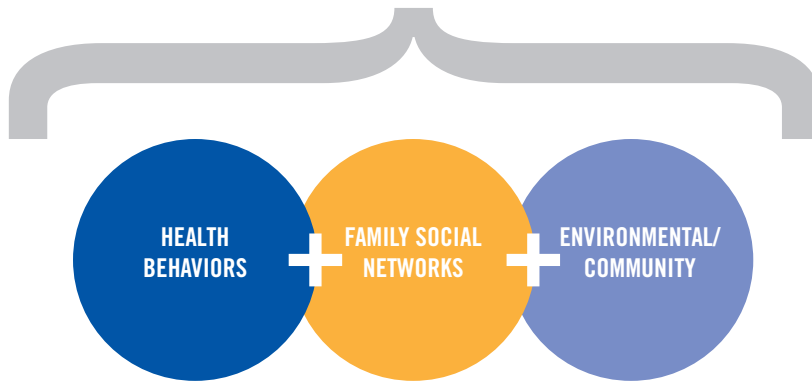 HEALTH
BEHAVIORS
+
FAMILY SOCIAL
NETWORKS
+
ENVIRONMENTAL/
COMMUNITY